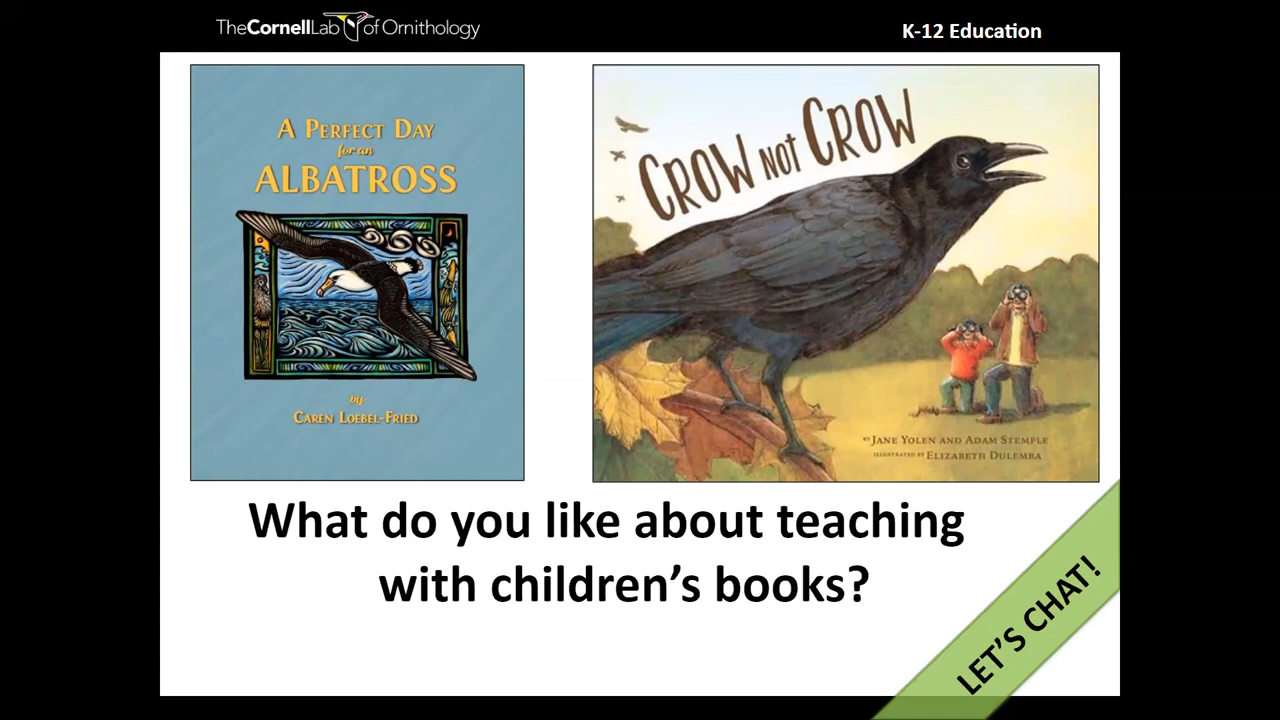 TheCornellLab of Ornithology
K-12 Education
A PERFECT DAY
for an
ALBATROSS
by
CAREN LOEBEL-FRIED
CROW NOT CROW
BY JANE YOLEN AND ADAM STEMPLE
ILLUSTRATED BY ELIZABETH DULEMBA
What do you like about teaching
with children's books?
LET'S CHAT!